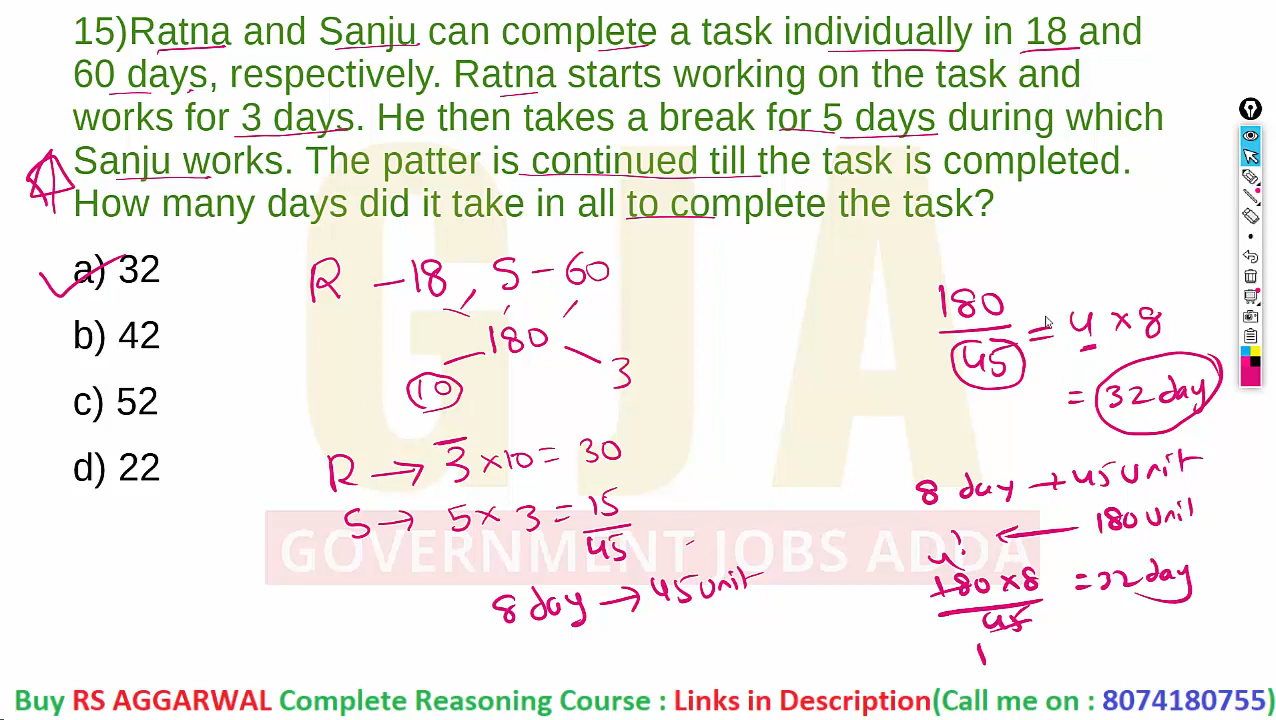 15)Ratna and Sanju can complete a task individually in 18 and
60 days, respectively. Ratna starts working on the task and
works for 3 days. He then takes a break for 5 days during which
Sanju works. The patter is continued till the task is completed.
How many days did it take in all to complete the task?
a) 32
b) 42
c) 52
d) 22
R - 18, S - 60
180
10
3
R → 3 × 10 = 30
S → 5 × 3 = 15
45
8 day → 45 unit
180
45
= 4 × 8
= 32 day
8 day → 45 unit
? ← 180 unit
4
180 × 8
45
1
= 32 day
GJA
GOVERNMENT JOBS ADDA
Buy RS AGGARWAL Complete Reasoning Course : Links in Description(Call me on : 8074180755)